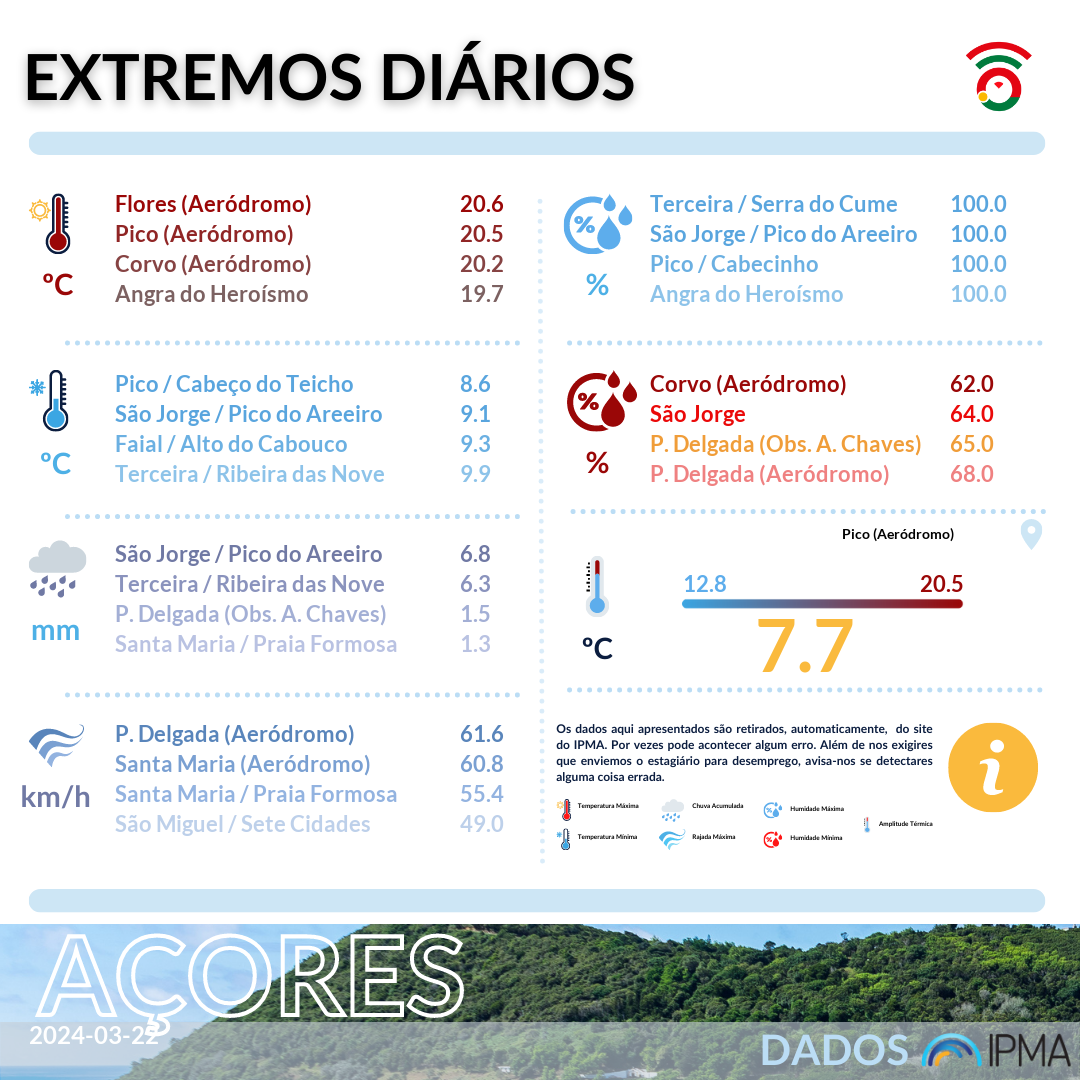 EXTREMOS DIÁRIOS
Flores (Aeródromo) 20.6
Pico (Aeródromo) 20.5
Corvo (Aeródromo) 20.2
Angra do Heroísmo 19.7
ºC
Pico / Cabeço do Teicho 8.6
São Jorge / Pico do Areeiro 9.1
Faial / Alto do Cabouco 9.3
Terceira / Ribeira das Nove 9.9
ºC
São Jorge / Pico do Areeiro 6.8
Terceira / Ribeira das Nove 6.3
P. Delgada (Obs. A. Chaves) 1.5
Santa Maria / Praia Formosa 1.3
mm
P. Delgada (Aeródromo) 61.6
Santa Maria (Aeródromo) 60.8
Santa Maria / Praia Formosa 55.4
São Miguel / Sete Cidades 49.0
km/h
Terceira / Serra do Cume 100.0
São Jorge / Pico do Areeiro 100.0
Pico / Cabecinho 100.0
Angra do Heroísmo 100.0
%
%
Corvo (Aeródromo) 62.0
São Jorge 64.0
P. Delgada (Obs. A. Chaves) 65.0
P. Delgada (Aeródromo) 68.0
%
%
Pico (Aeródromo)
12.8 20.5
7.7
ºC
Os dados aqui apresentados são retirados, automaticamente, do site
do IPMA. Por vezes pode acontecer algum erro. Além de nos exigires
que enviemos o estagiário para desemprego, avisa-nos se detectares
alguma coisa errada.
i
Temperatura Máxima
Chuva Acumulada
Humidade Máxima
Temperatura Mínima
Rajada Máxima
Humidade Mínima
Amplitude Térmica
AÇORES
2024-03-22
DADOS IPMA